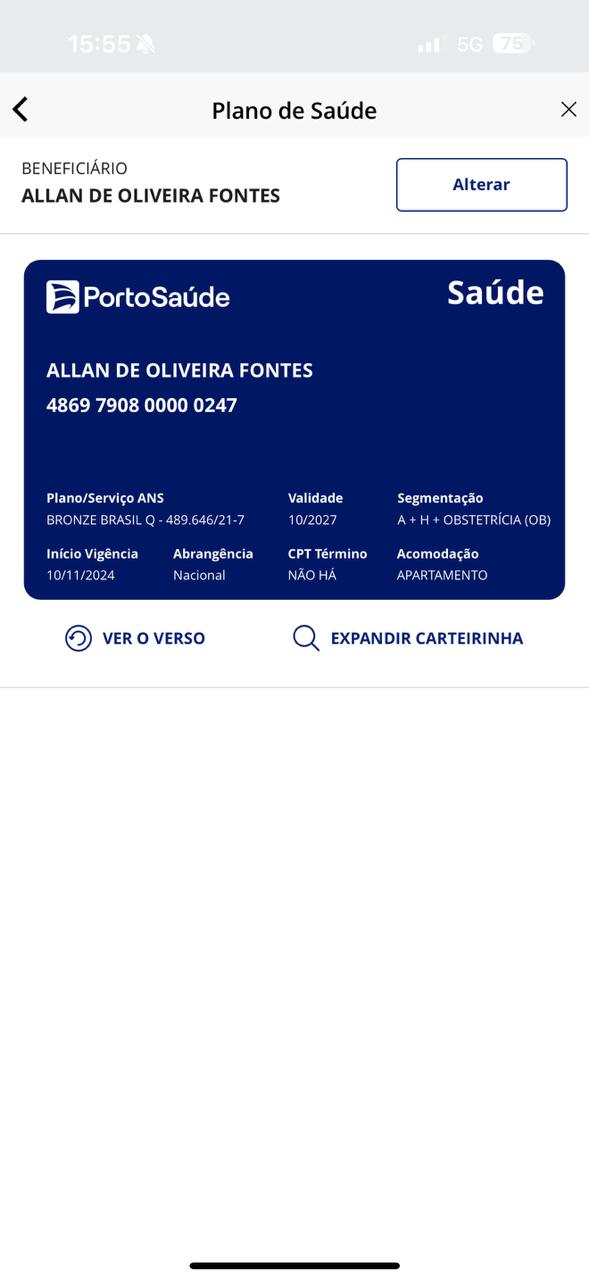 15:55
5G
75
Plano de Saúde
BENEFICIÁRIO
ALLAN DE OLIVEIRA FONTES
Alterar
PortoSaúde
Saúde
ALLAN DE OLIVEIRA FONTES
4869 7908 0000 0247
Plano/Serviço ANS Validade Segmentação
BRONZE BRASIL Q - 489.646/21-7 10/2027 A + H + OBSTETRÍCIA (OB)
Início Vigência Abrangência CPT Término Acomodação
10/11/2024 Nacional NÃO HÁ APARTAMENTO
VER O VERSO EXPANDIR CARTEIRINHA